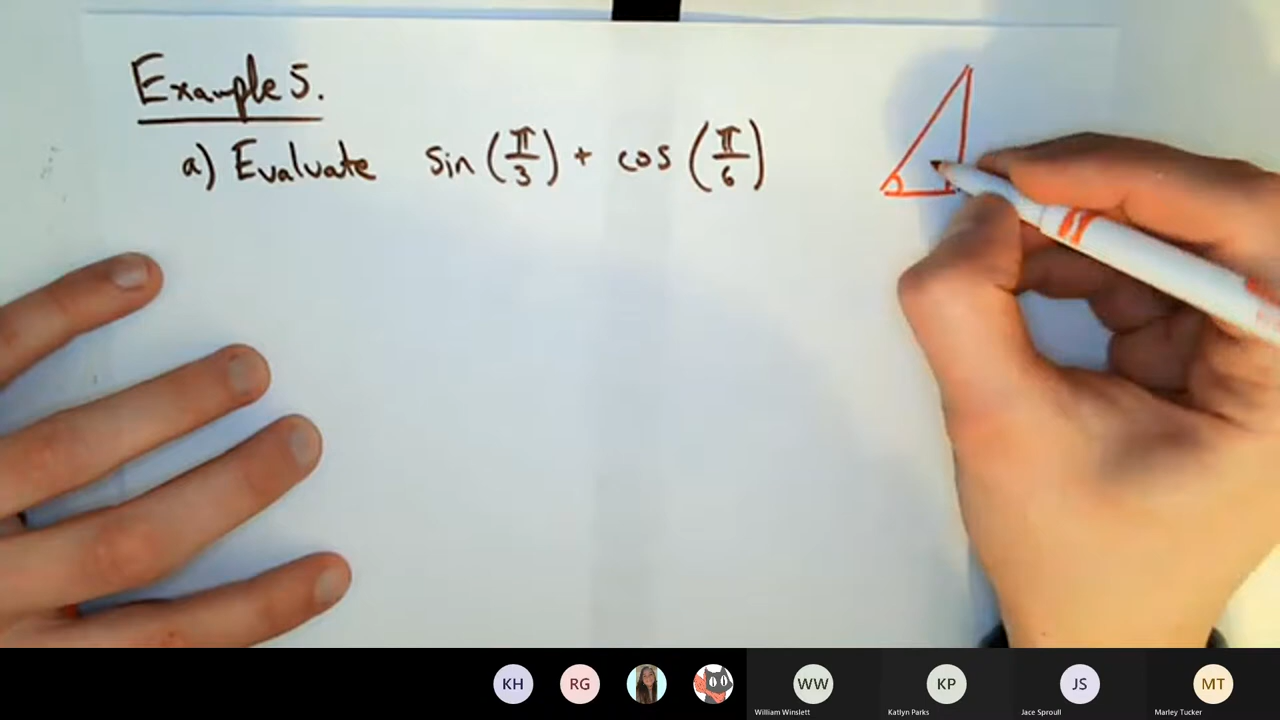 Example 5.
a) Evaluate sin (π/3) + cos (π/6)
KH RG WW KP JS MT
William Winslett Katlyn Parks Jace Sproull Marley Tucker